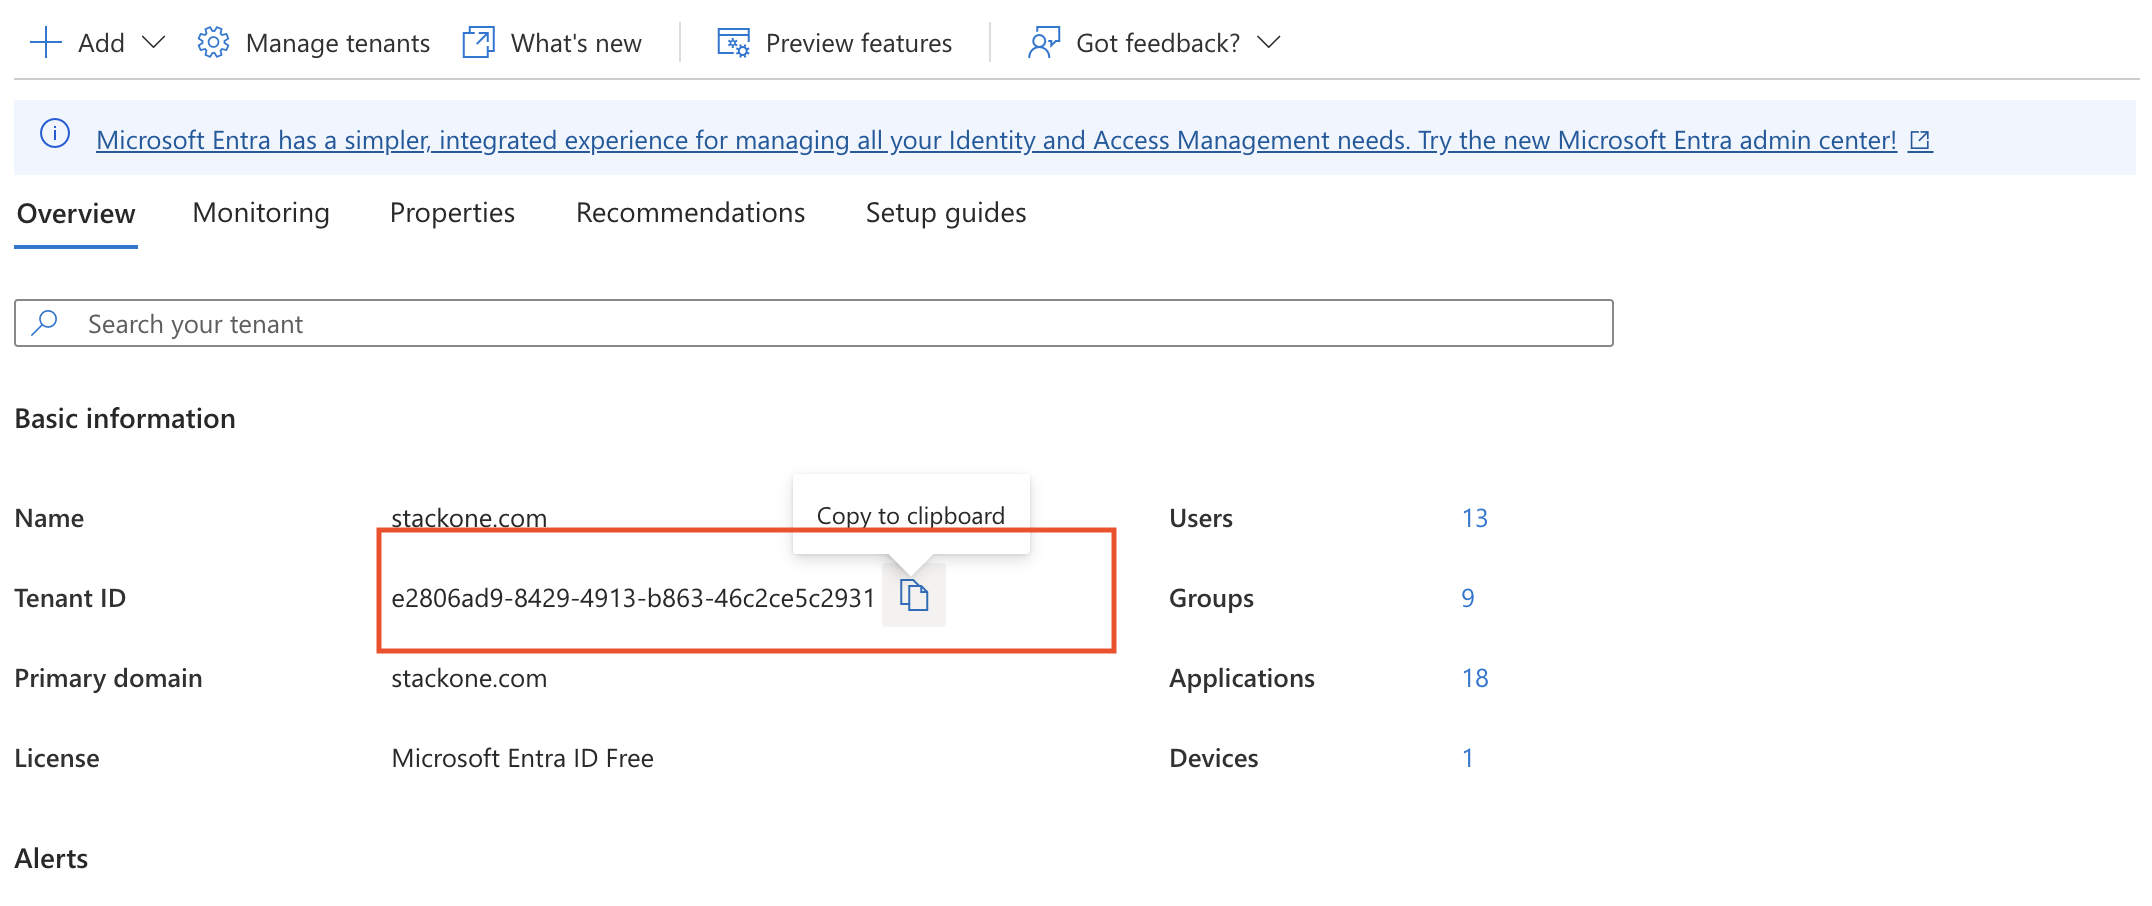 Add Manage tenants What's new Preview features Got feedback?
Microsoft Entra has a simpler, integrated experience for managing all your Identity and Access Management needs. Try the new Microsoft Entra admin center!
Overview Monitoring Properties Recommendations Setup guides
Search your tenant
Basic information
Copy to clipboard
Name stackone.com Users 13
Tenant ID e2806ad9-8429-4913-b863-46c2ce5c2931 Groups 9
Primary domain stackone.com Applications 18
License Microsoft Entra ID Free Devices 1
Alerts